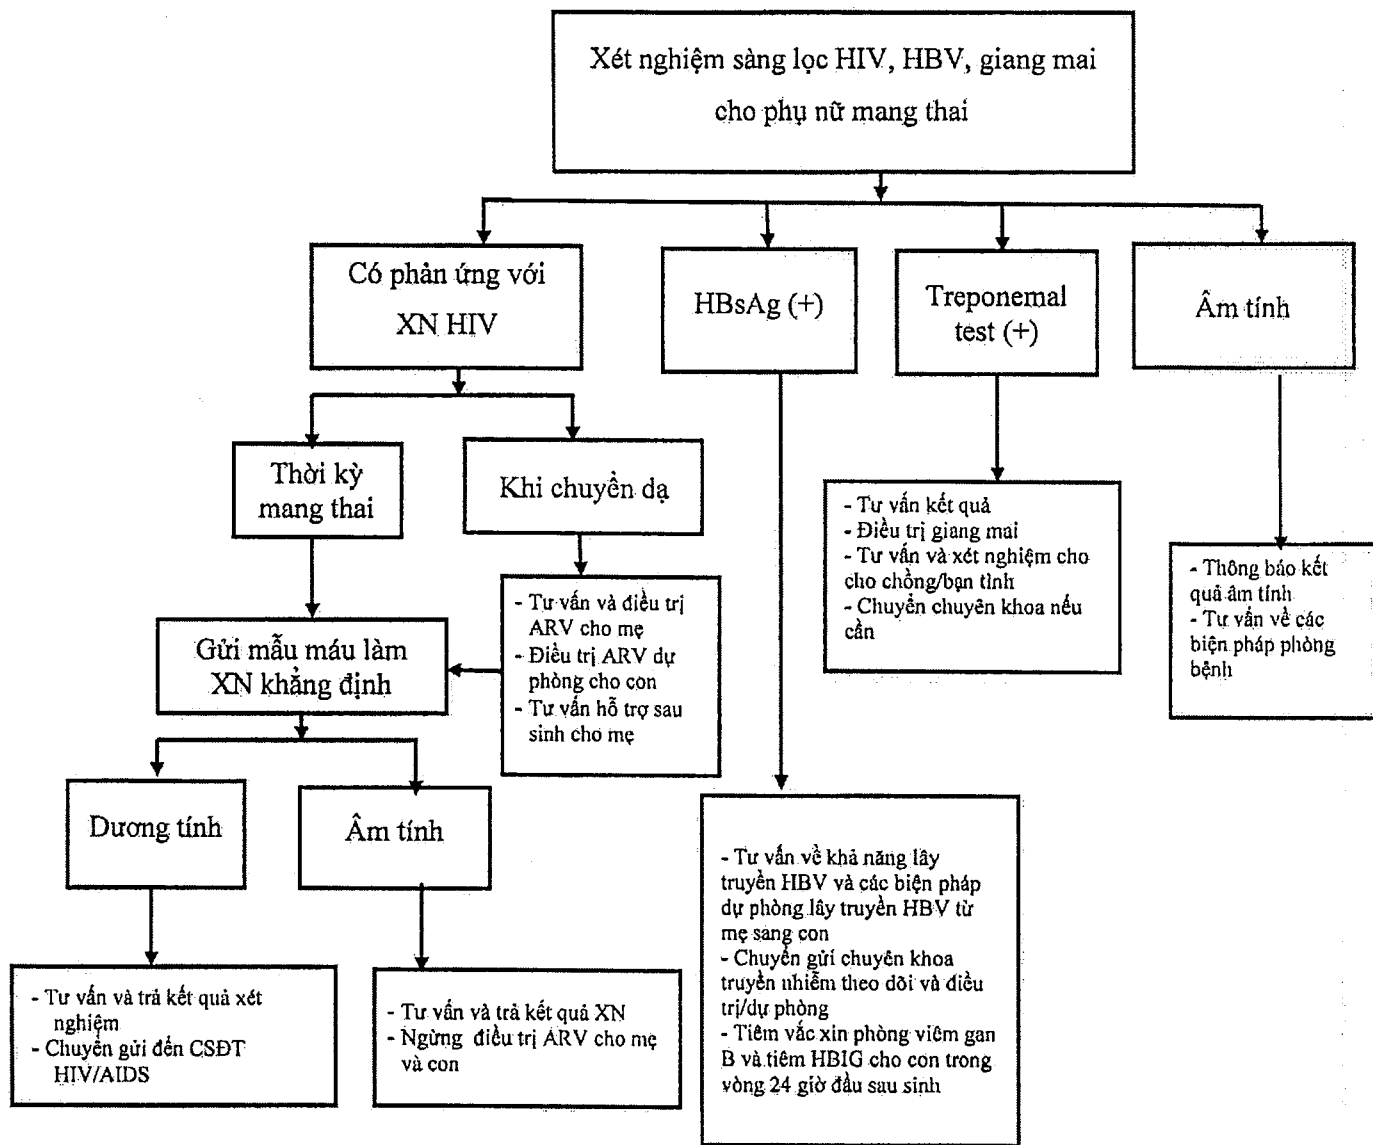 Xét nghiệm sàng lọc HIV, HBV, giang mai
cho phụ nữ mang thai
Có phản ứng với
XN HIV
HBsAg (+)
Treponemal
test (+)
Âm tính
Thời kỳ
mang thai
Khi chuyển dạ
- Tư vấn kết quả
- Điều trị giang mai
- Tư vấn và xét nghiệm cho
cho chồng/bạn tình
- Chuyển chuyên khoa nếu
cần
- Thông báo kết
quả âm tính
- Tư vấn về các
biện pháp phòng
bệnh
Gửi mẫu máu làm
XN khẳng định
- Tư vấn và điều trị
ARV cho mẹ
- Điều trị ARV dự
phòng cho con
- Tư vấn hỗ trợ sau
sinh cho mẹ
Dương tính
Âm tính
- Tư vấn về khả năng lây
truyền HBV và các biện pháp
dự phòng lây truyền HBV từ
mẹ sang con
- Chuyển gửi chuyên khoa
truyền nhiễm theo dõi và điều
trị/dự phòng
- Tiêm vắc xin phòng viêm gan
B và tiêm HBIG cho con trong
vòng 24 giờ đầu sau sinh
- Tư vấn và trả kết quả xét
nghiệm
- Chuyển gửi đến CSĐT
HIV/AIDS
- Tư vấn và trả kết quả XN
- Ngừng điều trị ARV cho mẹ
và con